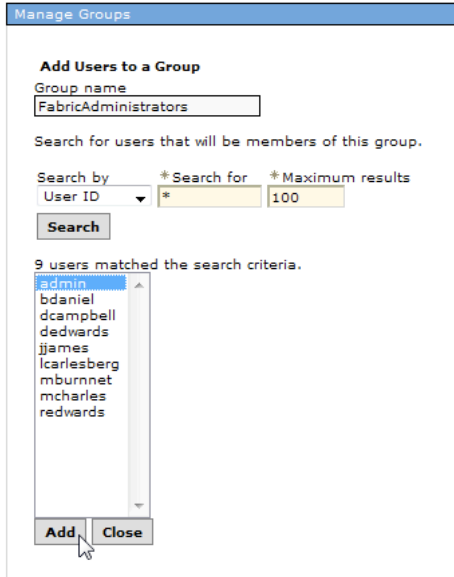 Manage Groups
Add Users to a Group
Group name
FabricAdministrators
Search for users that will be members of this group.
Search by *Search for *Maximum results
User ID * 100
Search
9 users matched the search criteria.
admin
bdaniel
dcampbell
dedwards
jjames
lcarlesberg
mburnnet
mcharles
redwards
Add Close